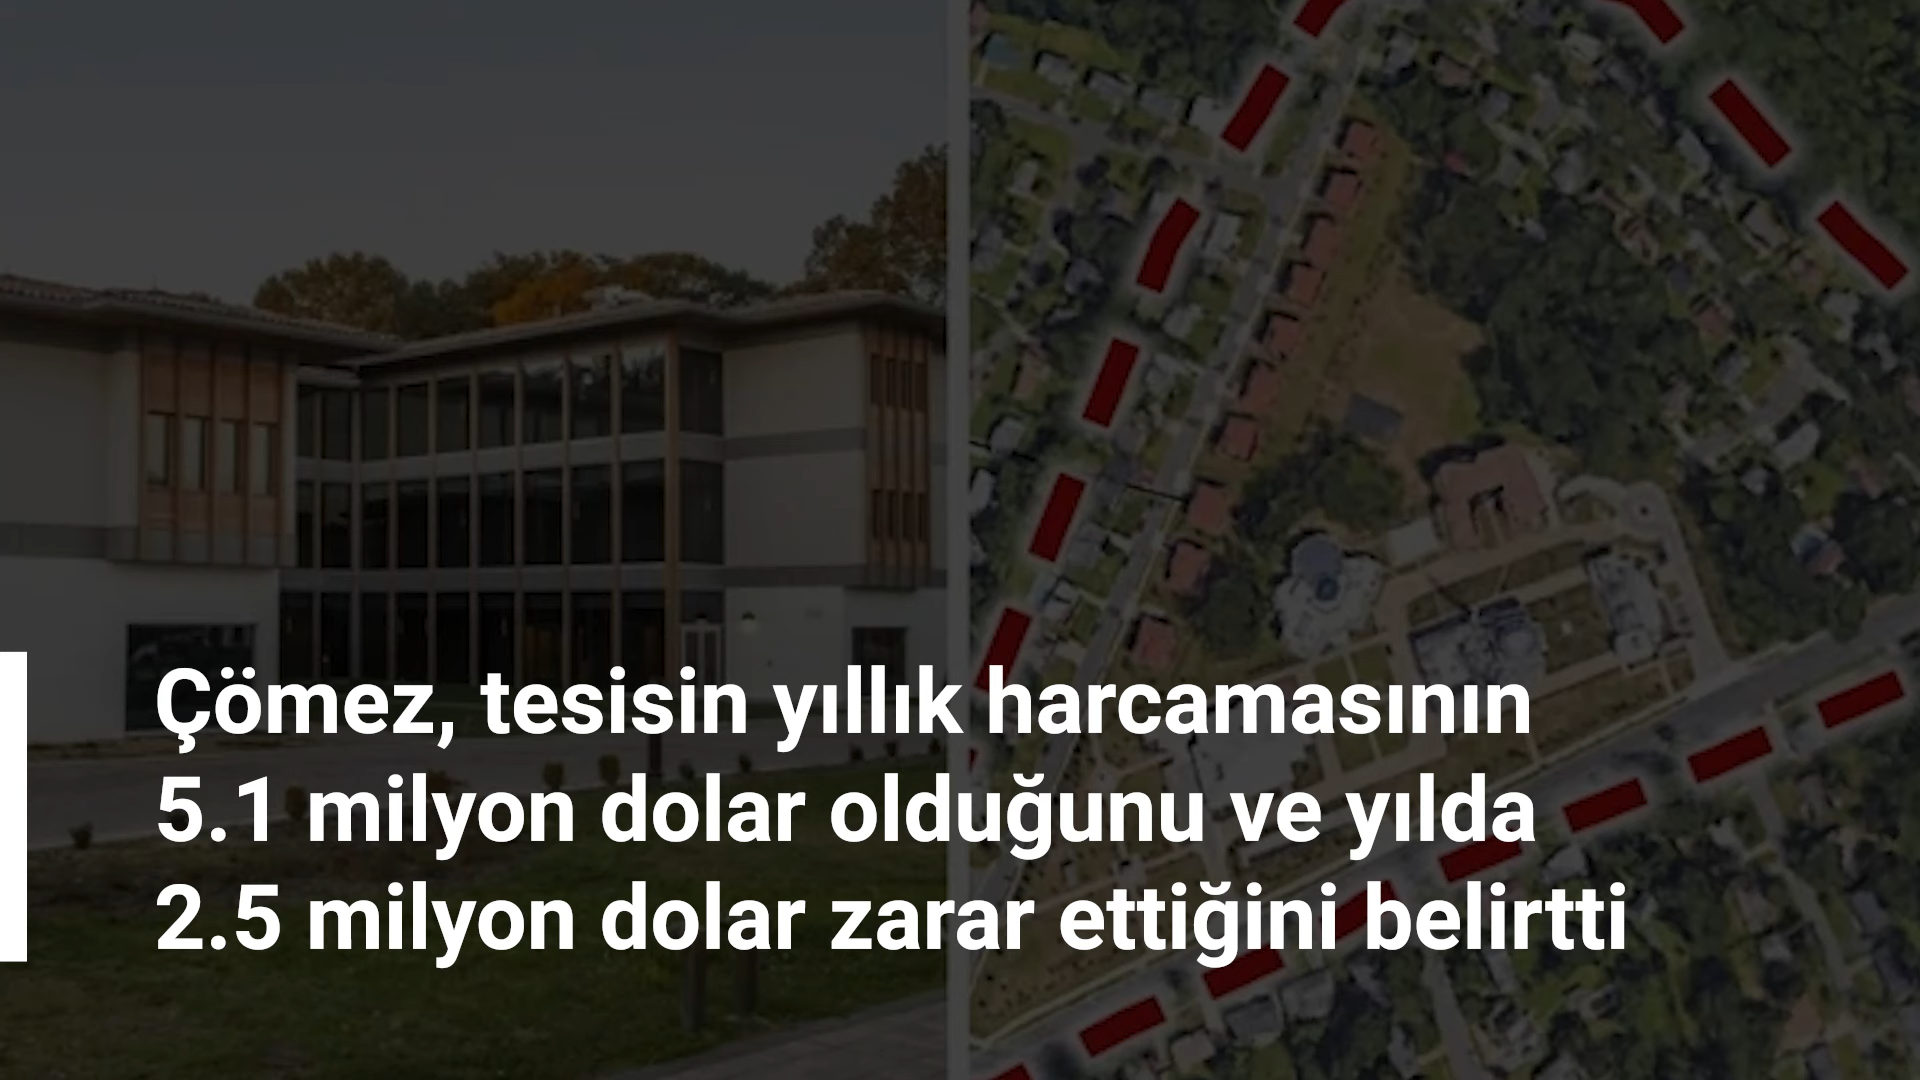 Çömez, tesisin yıllık harcamasının
5.1 milyon dolar olduğunu ve yılda
2.5 milyon dolar zarar ettiğini belirtti